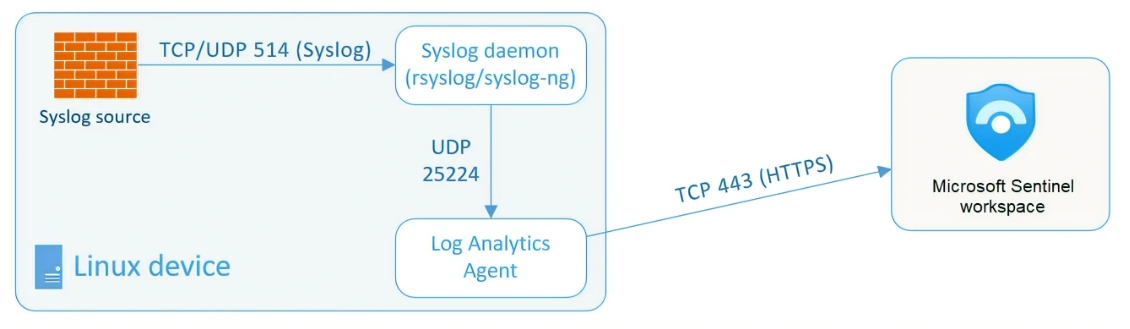 TCP/UDP 514 (Syslog)
Syslog daemon
(rsyslog/syslog-ng)
Syslog source
UDP
25224
TCP 443 (HTTPS)
Microsoft Sentinel
workspace
Log Analytics
Agent
Linux device